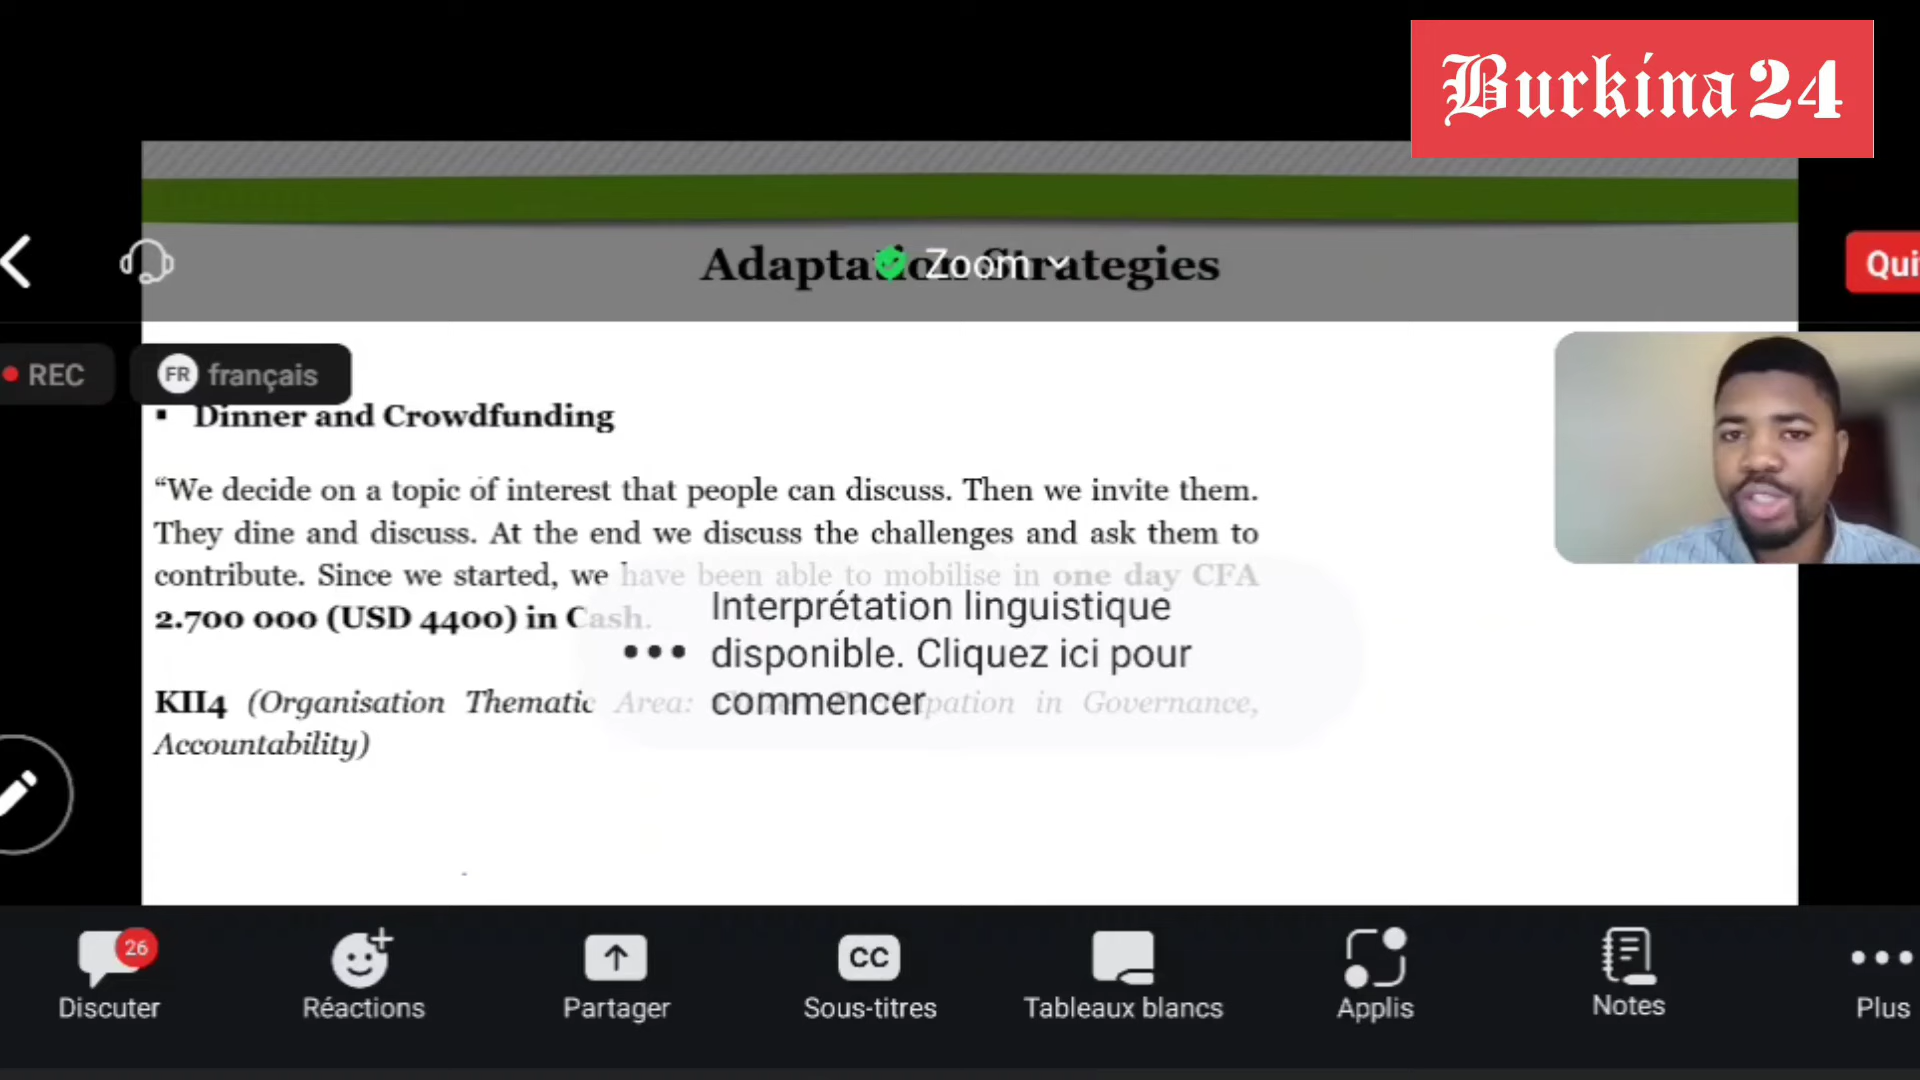 Burkina24
Adaptation Strategies
Zoom
Qui
REC
FR français
▪ Dinner and Crowdfunding
“We decide on a topic of interest that people can discuss. Then we invite them.
They dine and discuss. At the end we discuss the challenges and ask them to
contribute. Since we started, we have been able to mobilise in one day CFA
2.700 000 (USD 4400) in Cash.
Interprétation linguistique
disponible. Cliquez ici pour
commencer
KII4 (Organisation Thematic Area: in Governance,
Accountability)
26
Discuter
Réactions
Partager
CC
Sous-titres
Tableaux blancs
Applis
Notes
Plus